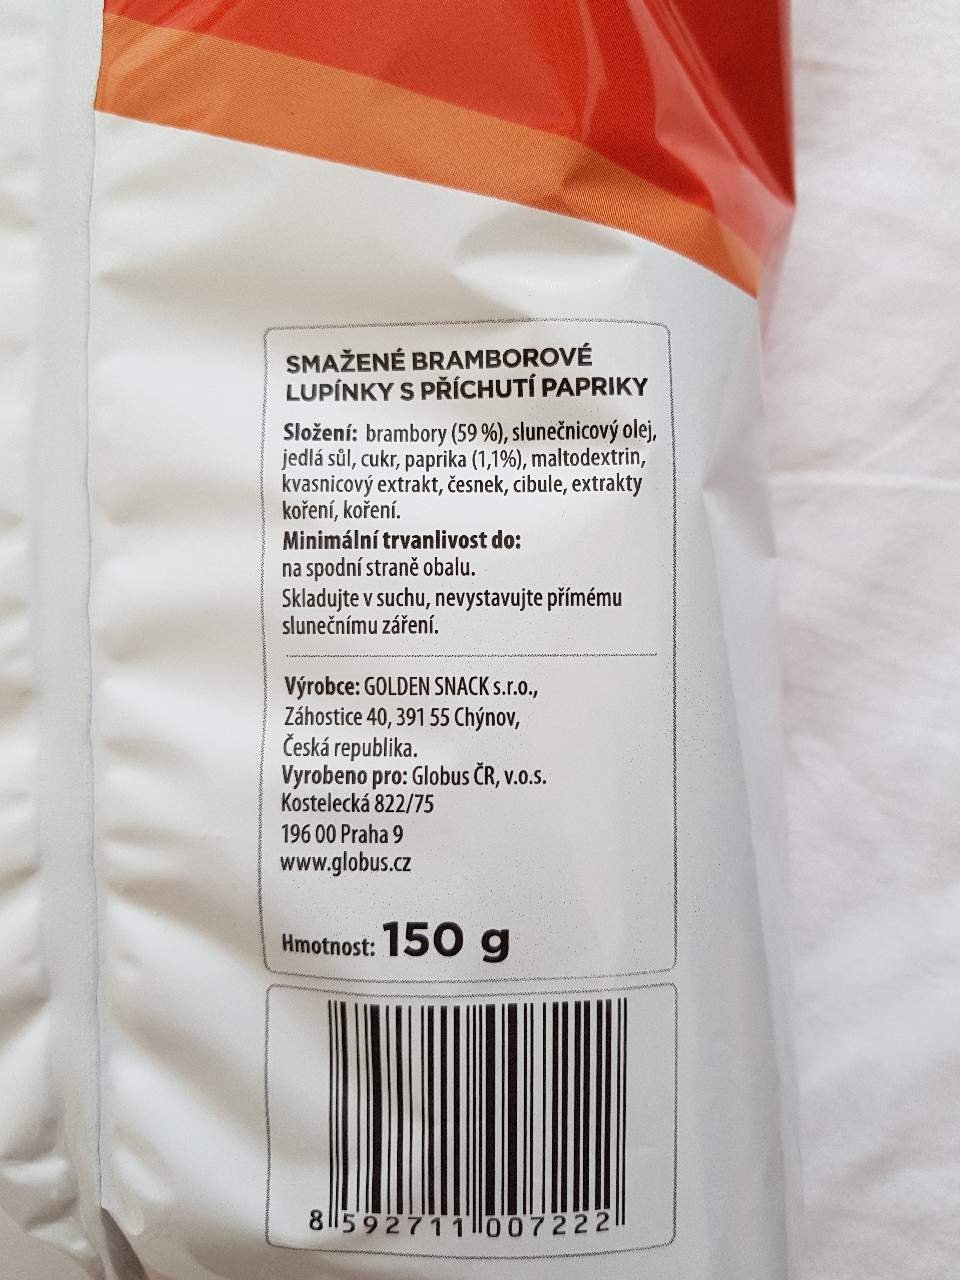 SMAŽENÉ BRAMBOROVÉ
LUPÍNKY S PŘÍCHUTÍ PAPRIKY
Složení: brambory (59 %), slunečnicový olej,
jedlá sůl, cukr, paprika (1,1%), maltodextrin,
kvasnicový extrakt, česnek, cibule, extrakty
koření, koření.
Minimální trvanlivost do:
na spodní straně obalu.
Skladujte v suchu, nevystavujte přímému
slunečnímu záření.
Výrobce: GOLDEN SNACK s.r.o.,
Záhostice 40, 391 55 Chýnov,
Česká republika.
Vyrobeno pro: Globus ČR, v.o.s.
Kostelecká 822/75
196 00 Praha 9
www.globus.cz
Hmotnost: 150 g
8 592711 007222